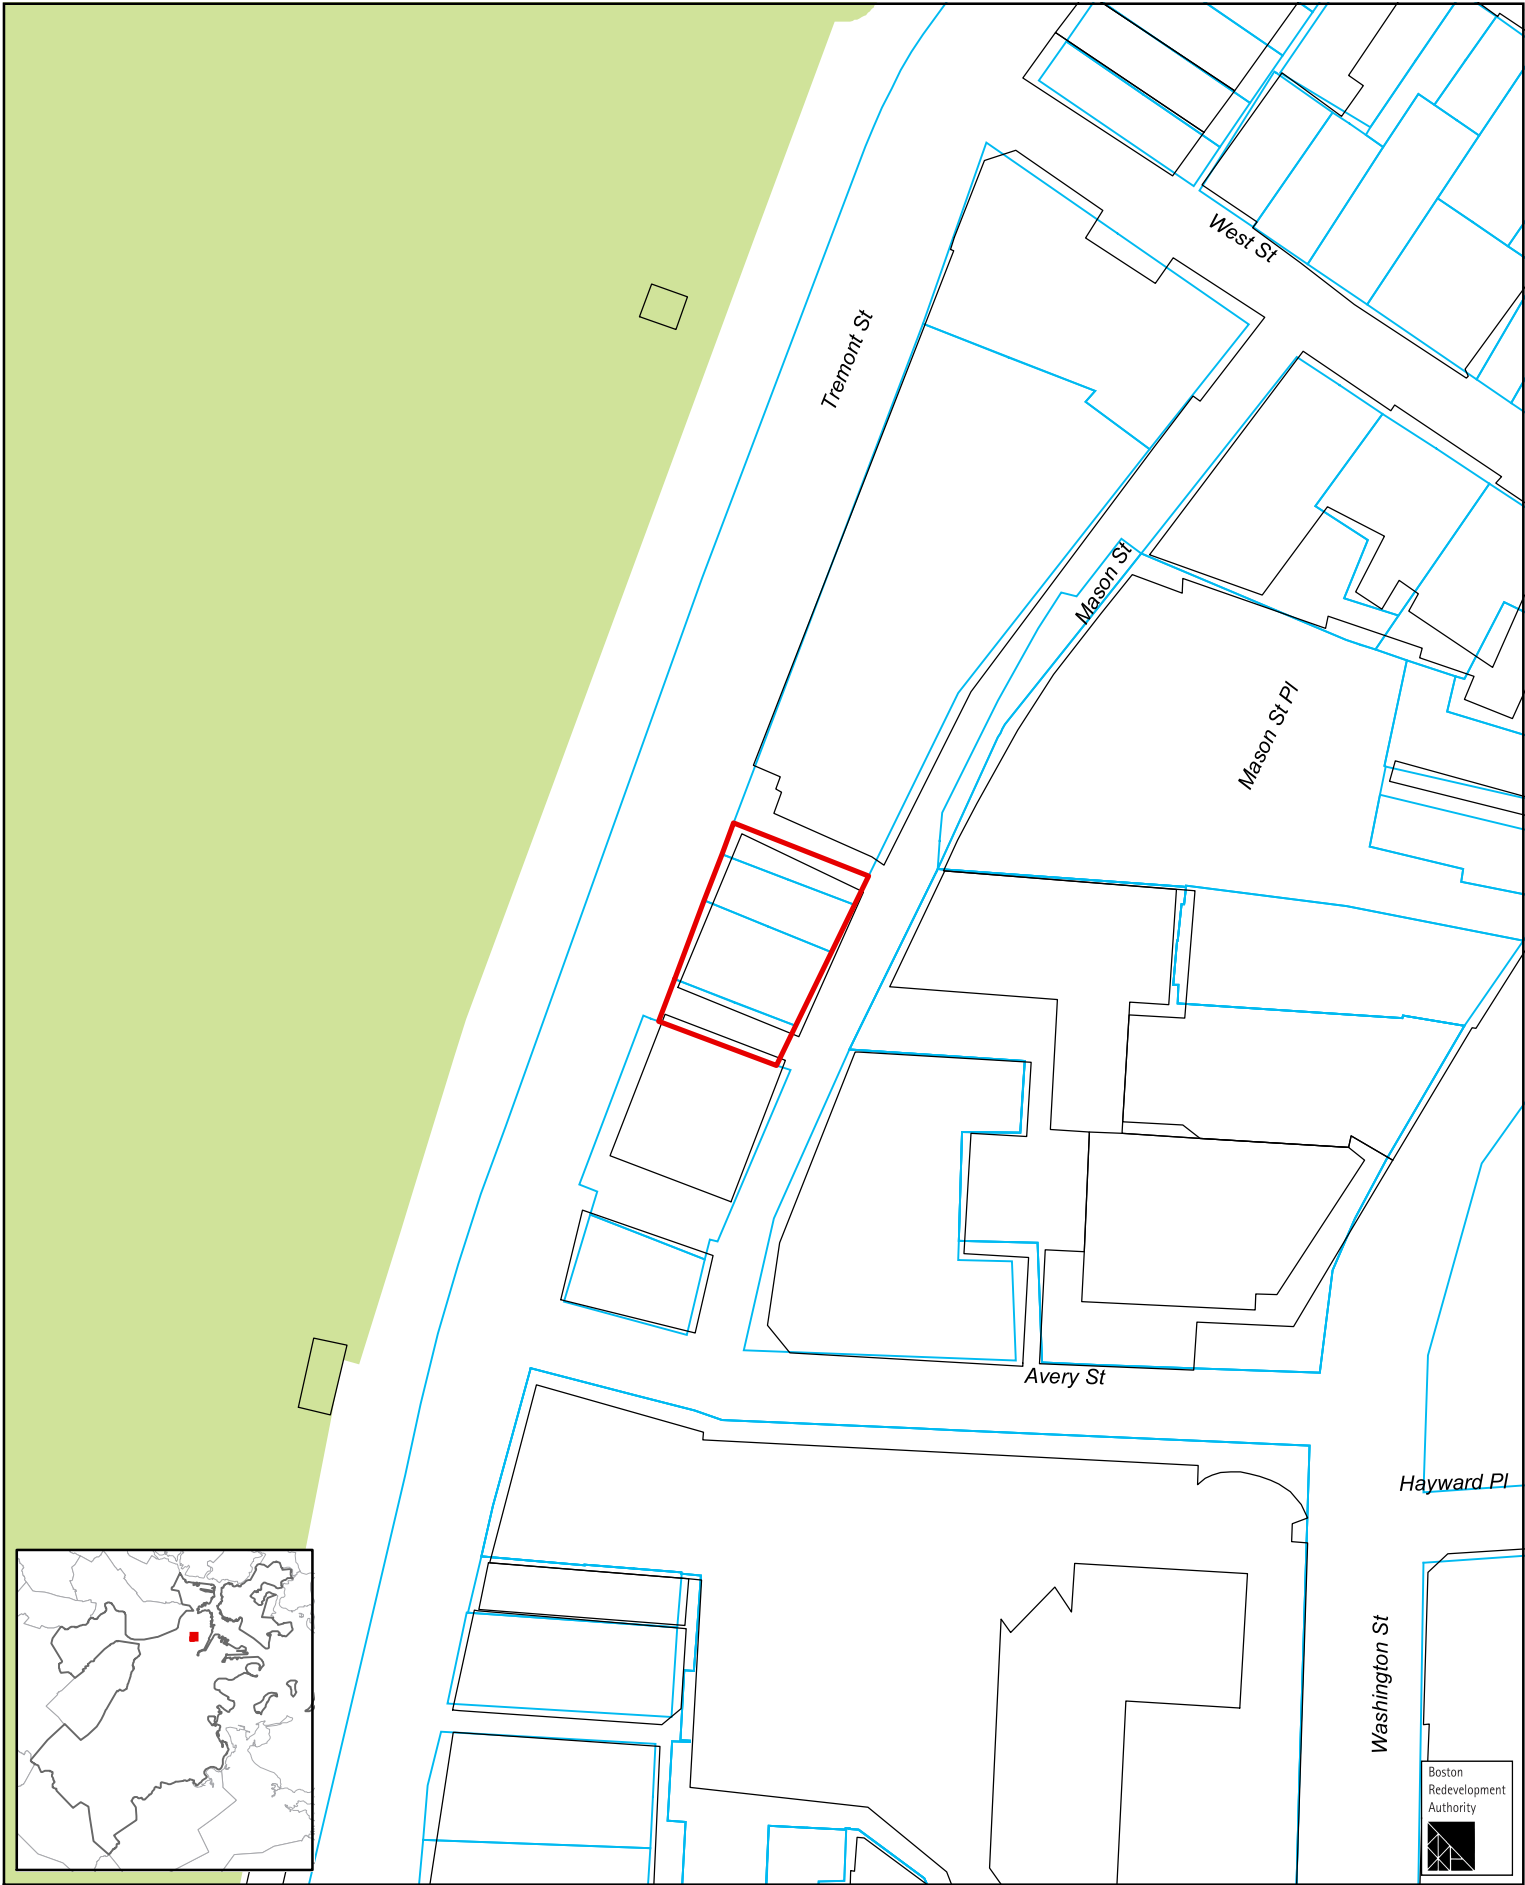 West St
Tremont St
Mason St
Mason St Pl
Avery St
Hayward Pl
Washington St
Boston
Redevelopment
Authority